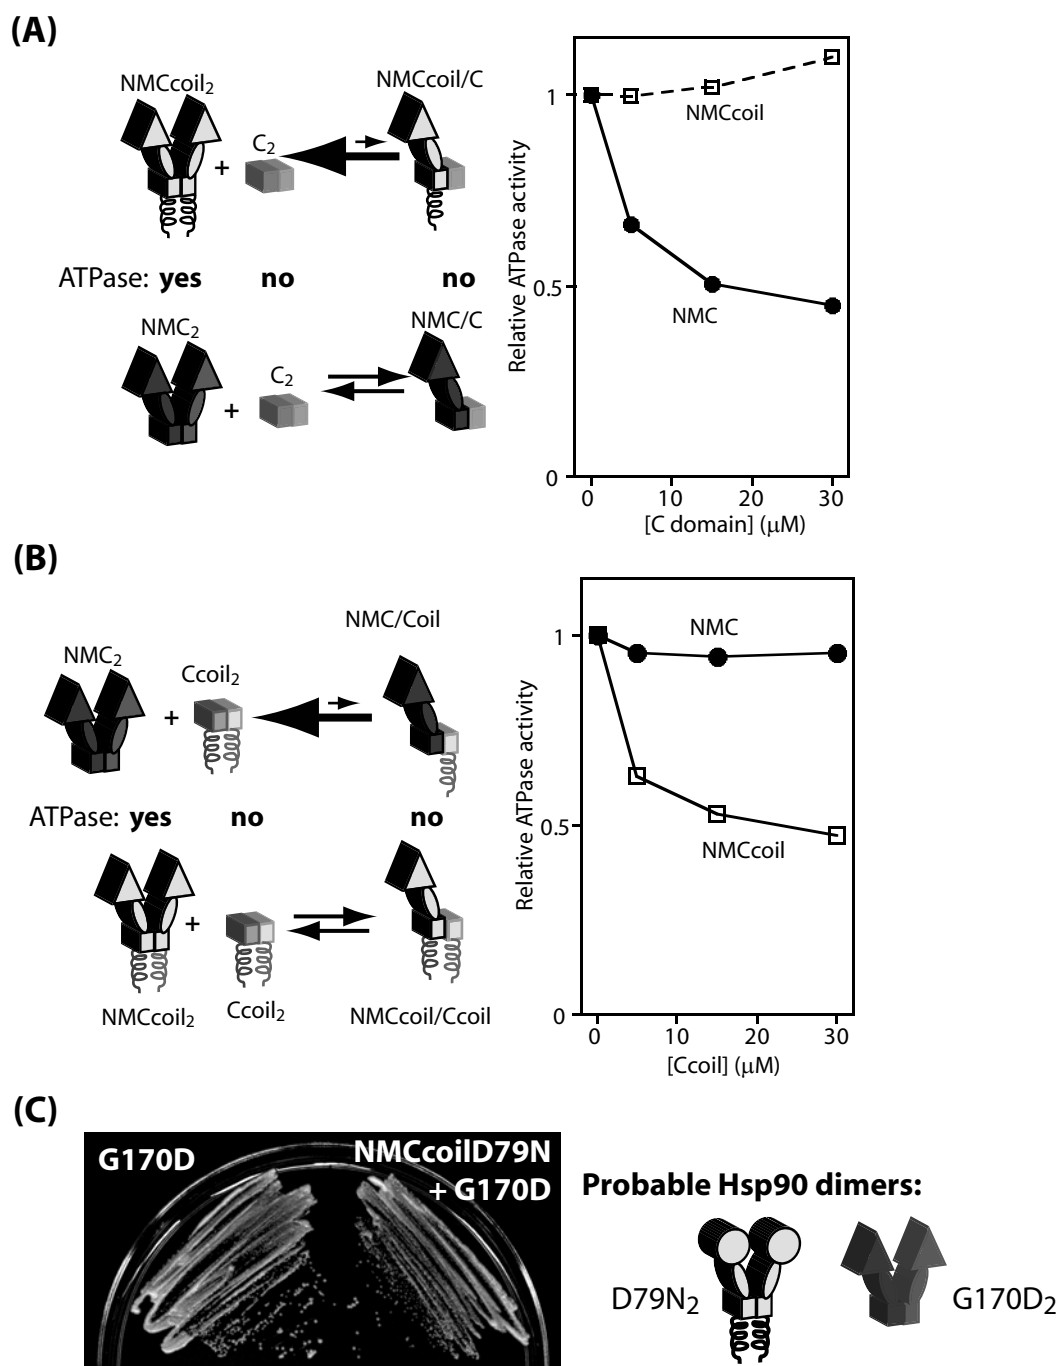 (A)
NMCcoil2
+
C2
NMCcoil/C
ATPase: yes no no
NMC2
+
C2
NMC/C
Relative ATPase activity
1
0.5
0
NMCcoil
NMC
0 10 20 30
[C domain] (μM)
(B)
NMC2
+
Ccoil2
NMC/Coil
ATPase: yes no no
+
NMCcoil2
Ccoil2
NMCcoil/Ccoil
Relative ATPase activity
1
0.5
0
NMC
NMCcoil
0 10 20 30
[Ccoil] (μM)
(C)
G170D
NMCcoilD79N
+ G170D
Probable Hsp90 dimers:
D79N2
G170D2